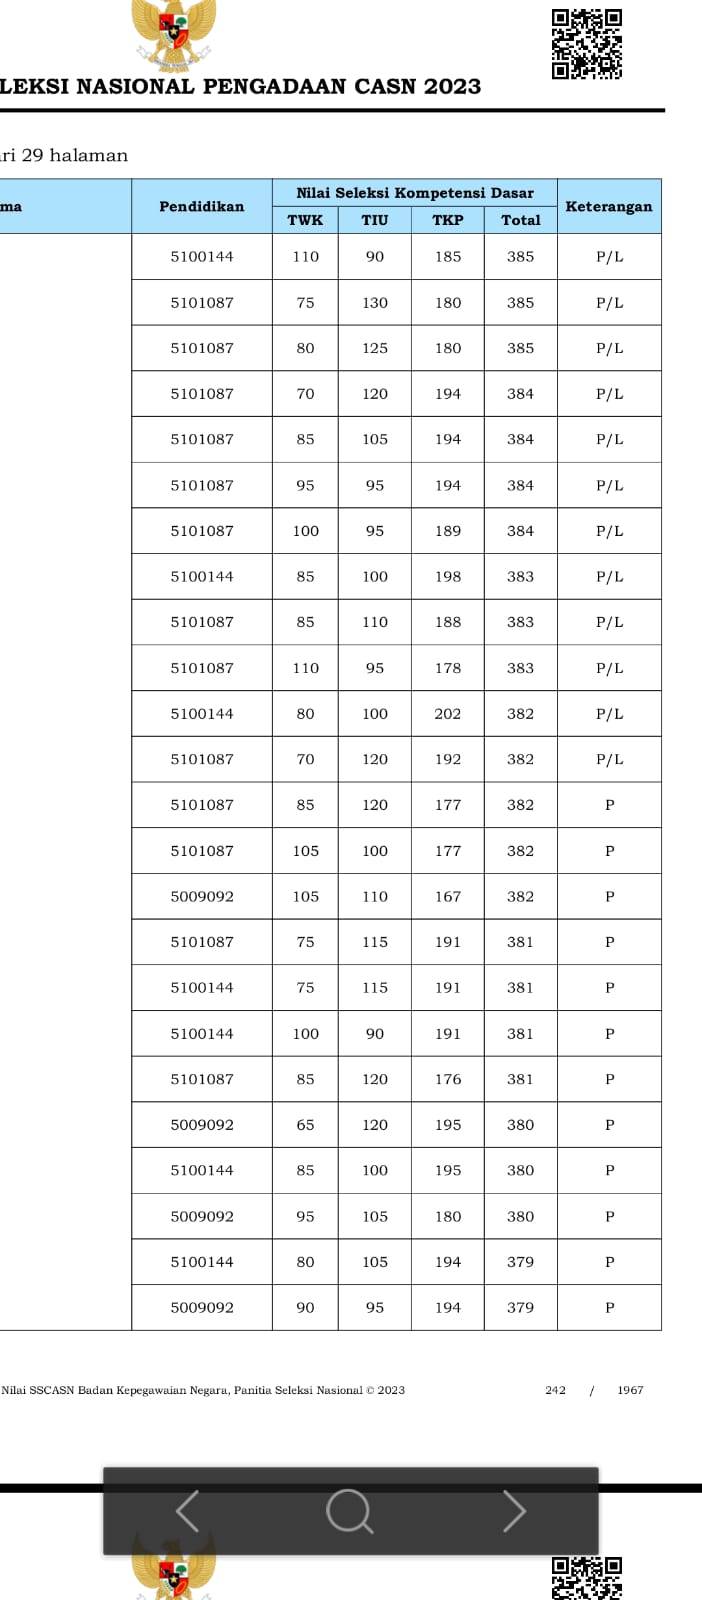 LEKSI NASIONAL PENGADAAN CASN 2023
ri 29 halaman
ma Pendidikan Nilai Seleksi Kompetensi Dasar Keterangan
TWK TIU TKP Total
5100144 110 90 185 385 P/L
5101087 75 130 180 385 P/L
5101087 80 125 180 385 P/L
5101087 70 120 194 384 P/L
5101087 85 105 194 384 P/L
5101087 95 95 194 384 P/L
5101087 100 95 189 384 P/L
5100144 85 100 198 383 P/L
5101087 85 110 188 383 P/L
5101087 110 95 178 383 P/L
5100144 80 100 202 382 P/L
5101087 70 120 192 382 P/L
5101087 85 120 177 382 P
5101087 105 100 177 382 P
5009092 105 110 167 382 P
5101087 75 115 191 381 P
5100144 75 115 191 381 P
5100144 100 90 191 381 P
5101087 85 120 176 381 P
5009092 65 120 195 380 P
5100144 85 100 195 380 P
5009092 95 105 180 380 P
5100144 80 105 194 379 P
5009092 90 95 194 379 P
Nilai SSCASN Badan Kepegawaian Negara, Panitia Seleksi Nasional © 2023 242 / 1967